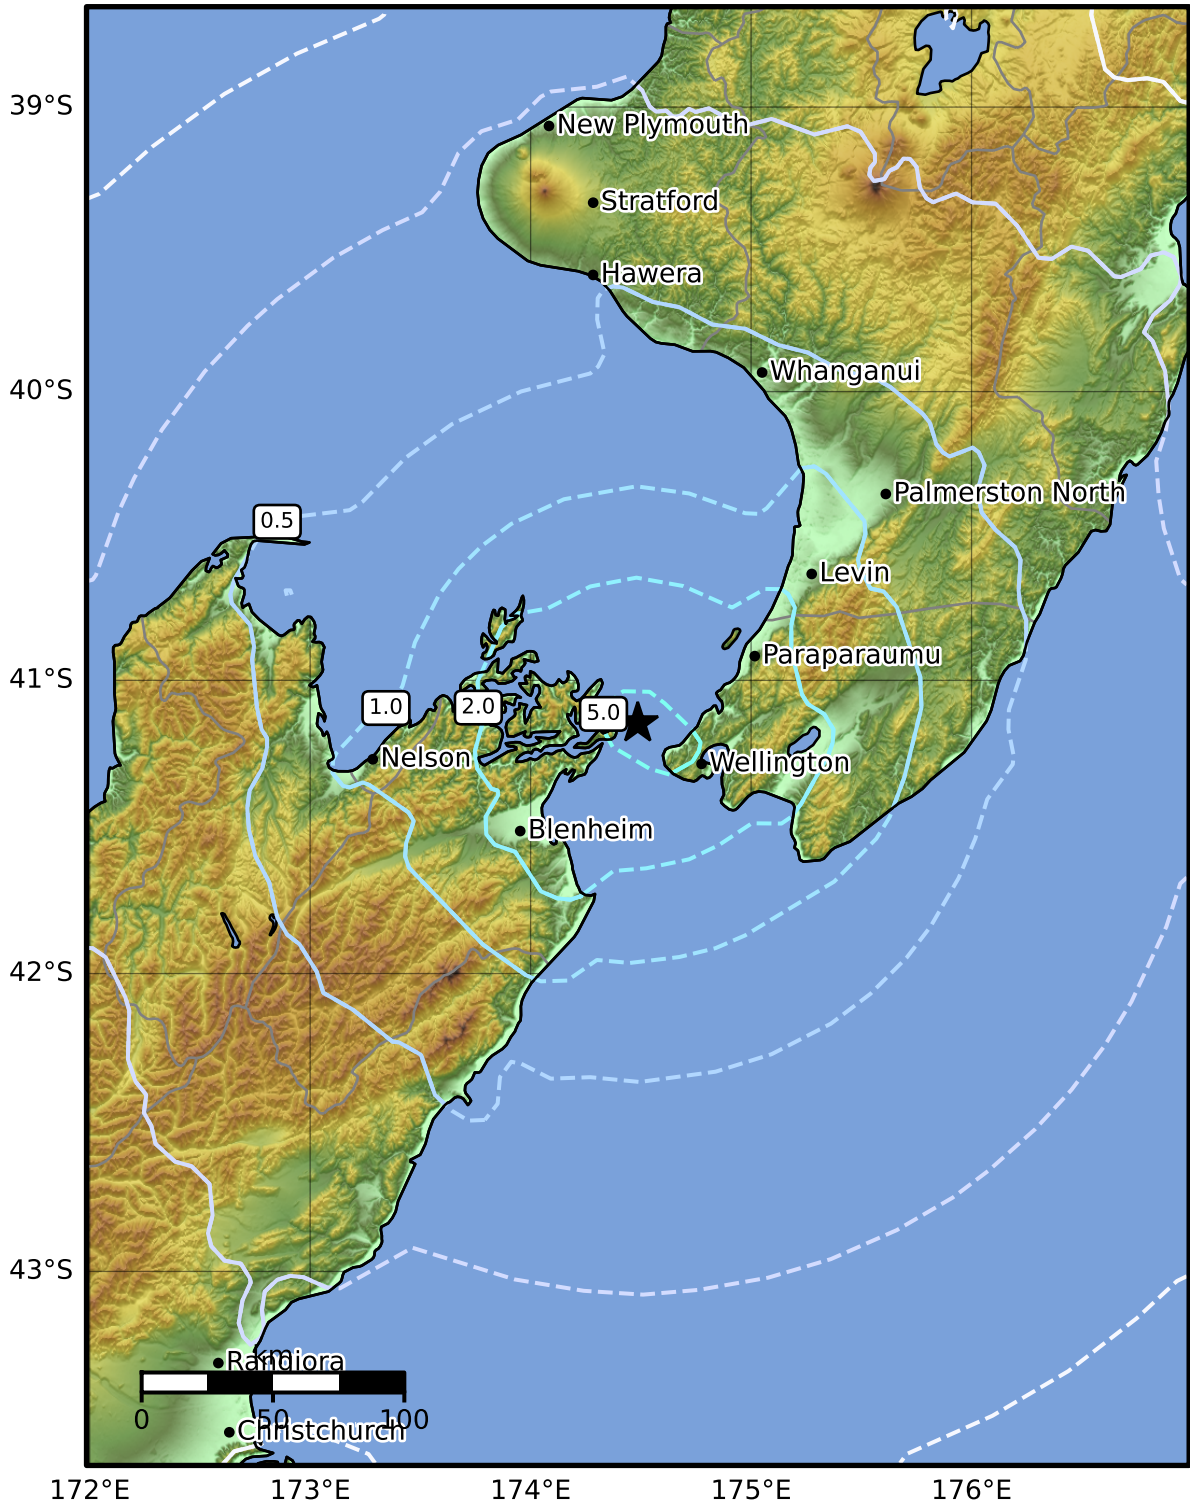 39°S
New Plymouth
Stratford
Hawera
Whanganui
40°S
Palmerston North
0.5
Levin
Paraparaumu
41°S
1.0
2.0
5.0
Nelson
Wellington
Blenheim
42°S
43°S
Rangiora
km
0
50
100
Christchurch
172°E
173°E
174°E
175°E
176°E